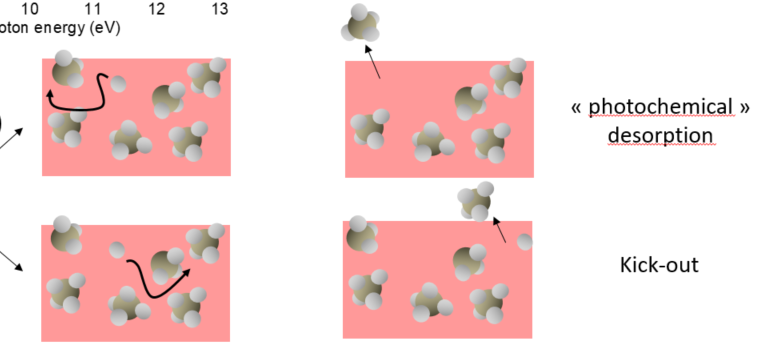 10 11 12 13
oton energy (eV)
« photochemical »
desorption
Kick-out